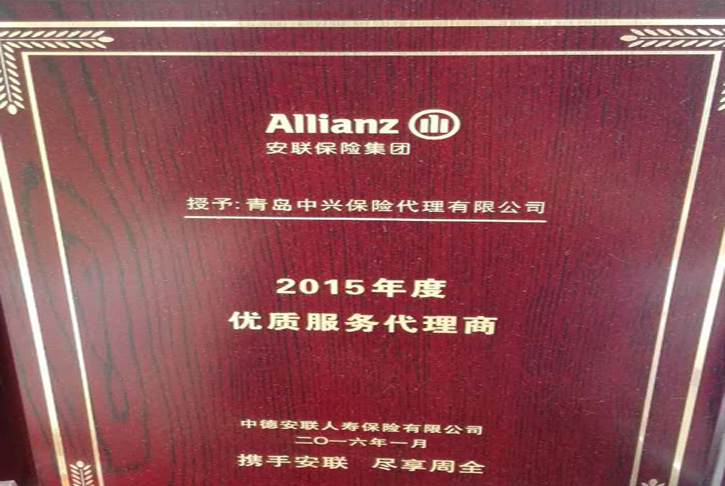 Allianz
安联保险集团
授予:青岛中兴保险代理有限公司
2015年度
优质服务代理商
中德安联人寿保险有限公司
二〇一六年一月
携手安联 尽享周全